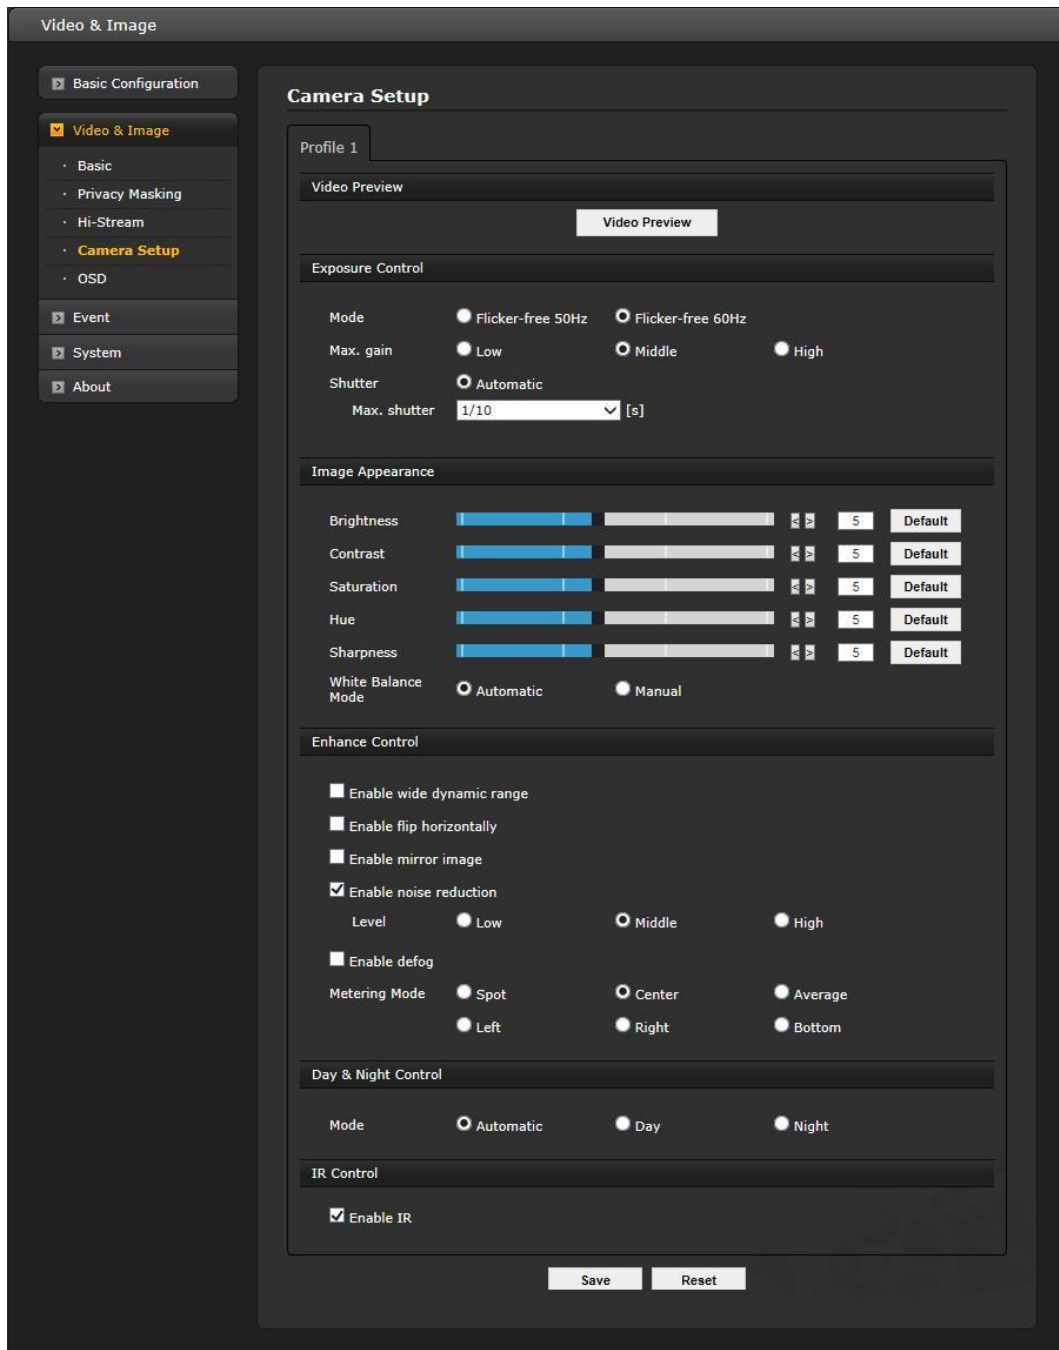 Video & Image
Basic Configuration
Video & Image
· Basic
· Privacy Masking
· Hi-Stream
· Camera Setup
· OSD
Event
System
About
Camera Setup
Profile 1
Video Preview
Video Preview
Exposure Control
Mode Flicker-free 50Hz Flicker-free 60Hz
Max. gain Low Middle High
Shutter Automatic
Max. shutter 1/10 [s]
Image Appearance
Brightness < > 5 Default
Contrast < > 5 Default
Saturation < > 5 Default
Hue < > 5 Default
Sharpness < > 5 Default
White Balance
Mode Automatic Manual
Enhance Control
Enable wide dynamic range
Enable flip horizontally
Enable mirror image
Enable noise reduction
Level Low Middle High
Enable defog
Metering Mode Spot Center Average
Left Right Bottom
Day & Night Control
Mode Automatic Day Night
IR Control
Enable IR
Save Reset